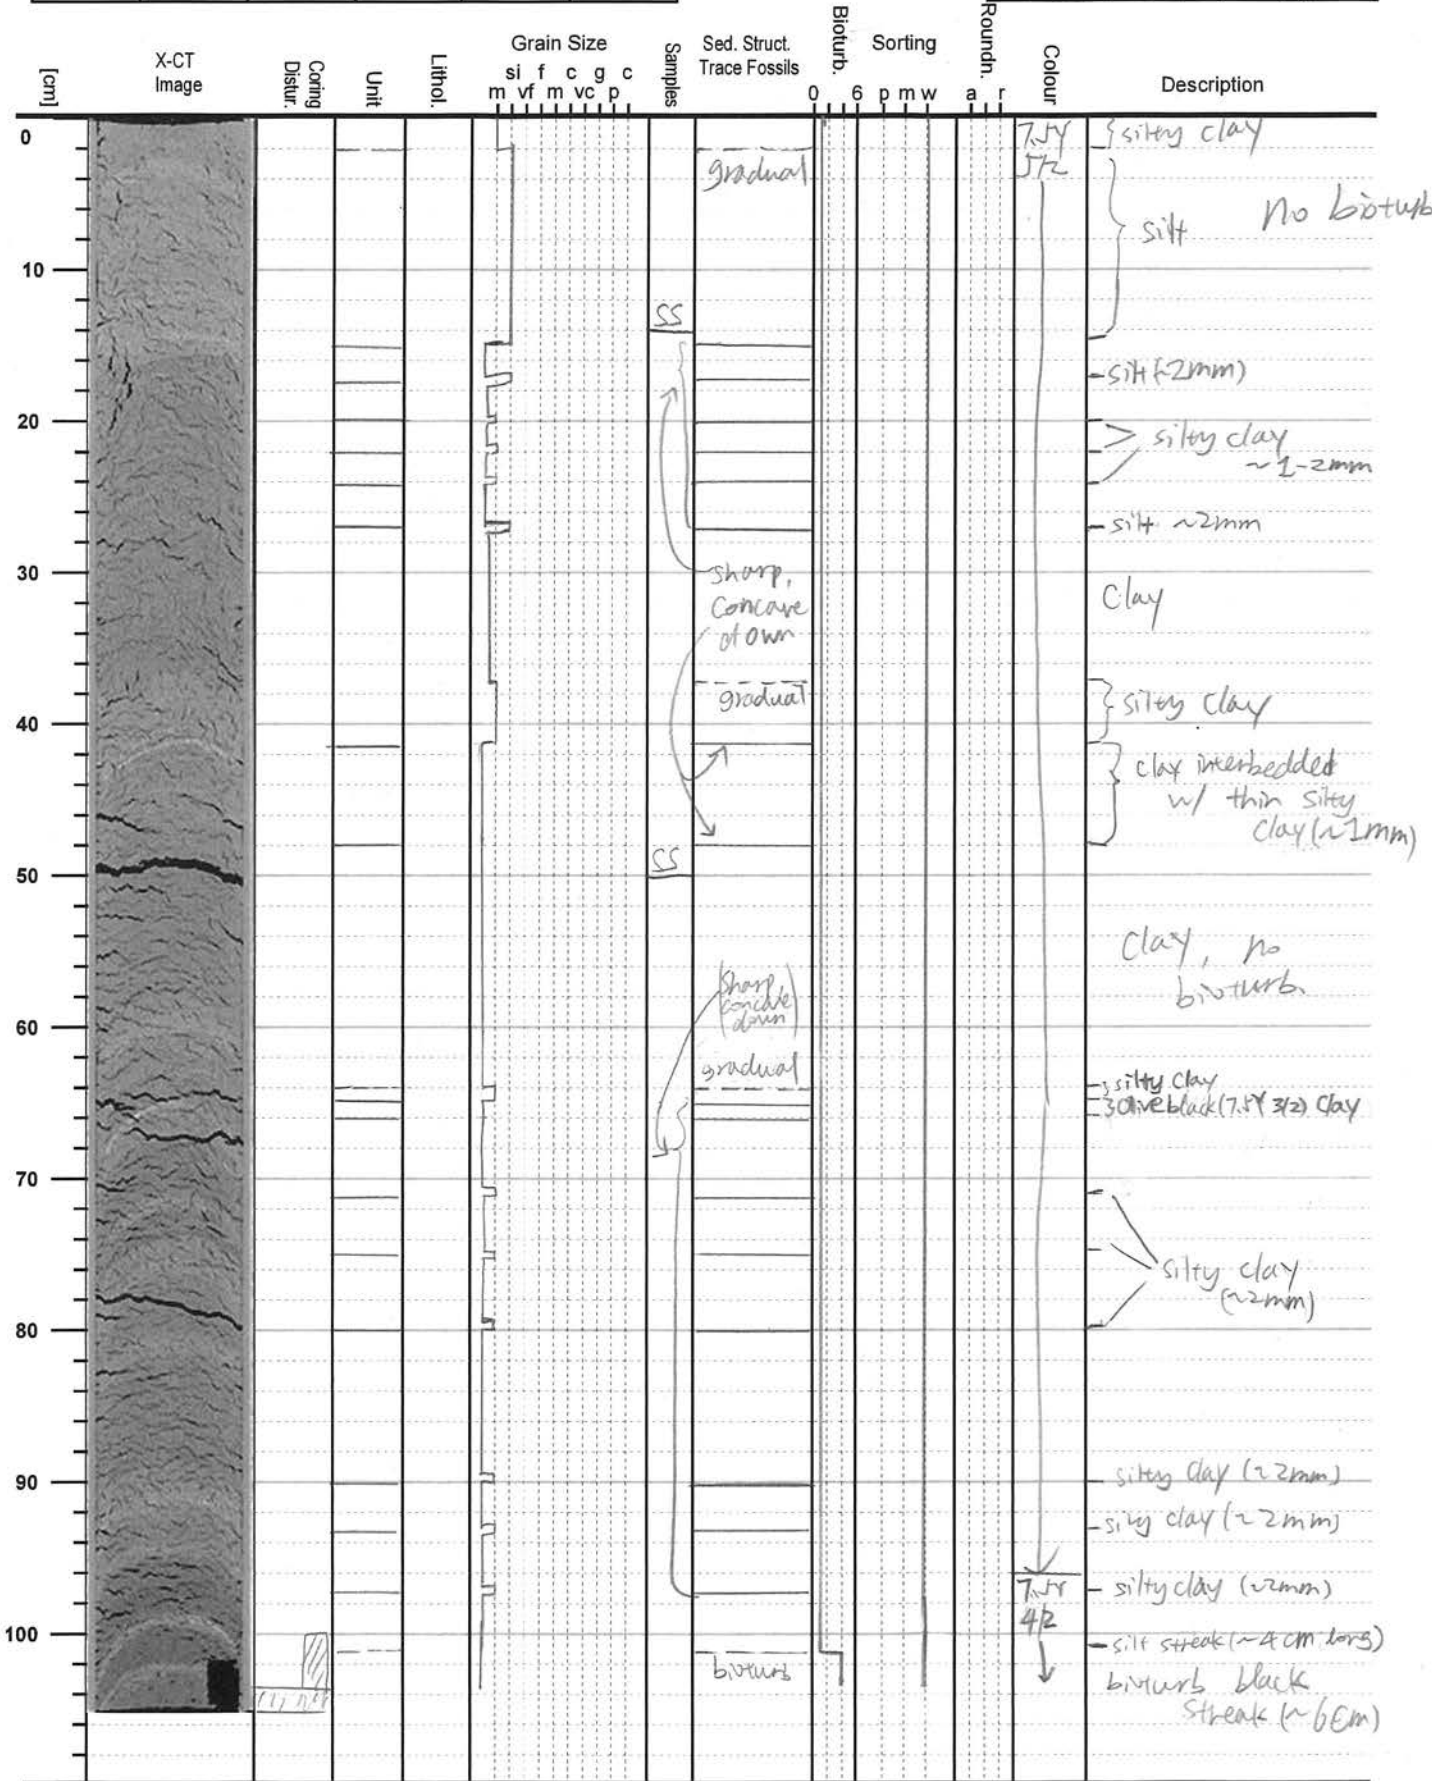 [cm]
X-CT
Image
Coring
Distur.
Unit
Lithol.
Grain Size
m si vf f m c vc g p c
Samples
Sed. Struct.
Trace Fossils
Bioturb.
0 6
Sorting
p m w
Roundn.
a r
Colour
Description
0
7.5Y
5/2
silty clay
gradual
silt
no bioturb
10
SS
silt (~2mm)
20
silty clay
~1-2mm
silt ~2mm
30
sharp,
concave
down
Clay
gradual
silty clay
40
clay interbedded
w/ thin silty
clay (~1mm)
SS
50
Clay, no
bioturb.
(sharp
concave
down)
60
gradual
silty clay
Olive black (7.5Y 3/2) clay
70
silty clay
(~2mm)
80
90
silty clay (~2mm)
silty clay (~2mm)
7.5Y
4/2
silty clay (~2mm)
100
silt streak (~4cm long)
bioturb
bioturb black
streak (~6cm)